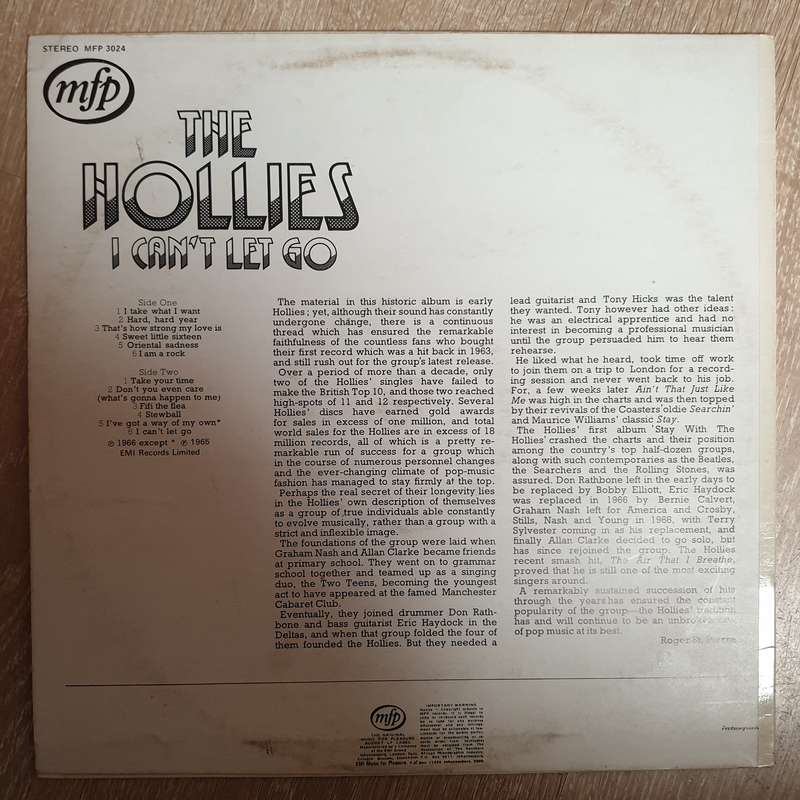 STEREO MFP 3024
mfp
THE
HOLLIES
I CAN'T LET GO
Side One
1 I take what I want
2 Hard, hard year
3 That's how strong my love is
4 Sweet little sixteen
5 Oriental sadness
6 I am a rock
Side Two
1 Take your time
2 Don't you even care
(what's gonna happen to me)
3 Fifi the flea
4 Stewball
5 I've got a way of my own*
6 I can't let go
℗ 1966 except * ℗ 1965
EMI Records Limited
The material in this historic album is early
Hollies; yet, although their sound has constantly
undergone change, there is a continuous
thread which has ensured the remarkable
faithfulness of the countless fans who bought
their first record which was a hit back in 1963,
and still rush out for the group's latest release.
Over a period of more than a decade, only
two of the Hollies' singles have failed to
make the British Top 10, and those two reached
high-spots of 11 and 12 respectively. Several
Hollies' discs have earned gold awards
for sales in excess of one million, and total
world sales for the Hollies are in excess of 18
million records, all of which is a pretty re-
markable run of success for a group which
in the course of numerous personnel changes
and the ever-changing climate of pop-music
fashion has managed to stay firmly at the top.
Perhaps the real secret of their longevity lies
in the Hollies' own description of themselves
as a group of true individuals able constantly
to evolve musically, rather than a group with a
strict and inflexible image.
The foundations of the group were laid when
Graham Nash and Allan Clarke became friends
at primary school. They went on to grammar
school together and teamed up as a singing
duo, the Two Teens, becoming the youngest
act to have appeared at the famed Manchester
Cabaret Club.
Eventually, they joined drummer Don Rath-
bone and bass guitarist Eric Haydock in the
Deltas, and when that group folded the four of
them founded the Hollies. But they needed a
lead guitarist and Tony Hicks was the talent
they wanted. Tony however had other ideas:
he was an electrical apprentice and had no
interest in becoming a professional musician
until the group persuaded him to hear them
rehearse.
He liked what he heard, took time off work
to join them on a trip to London for a record-
ing session and never went back to his job.
For, a few weeks later Ain't That Just Like
Me was high in the charts and was then topped
by their revivals of the Coasters' oldie Searchin'
and Maurice Williams' classic Stay.
The Hollies' first album 'Stay With The
Hollies' crashed the charts and their position
among the country's top half-dozen groups,
along with such contemporaries as the Beatles,
the Searchers and the Rolling Stones, was
assured. Don Rathbone left in the early days to
be replaced by Bobby Elliott, Eric Haydock
was replaced in 1966 by Bernie Calvert,
Graham Nash left for America and Crosby,
Stills, Nash and Young in 1968, with Terry
Sylvester coming in as his replacement, and
finally Allan Clarke decided to go solo, but
has since rejoined the group. The Hollies
recent smash hit, The Air That I Breathe,
proved that he is still one of the most exciting
singers around.
A remarkably sustained succession of hits
through the years has ensured the constant
popularity of the group—the Hollies' tradition
has and will continue to be an unbroken
of pop music at its best.
Roger St. Pierre
mfp
THE ORIGINAL
MUSIC FOR PLEASURE
BUDGET LP LABEL
IMPORTANT WARNING